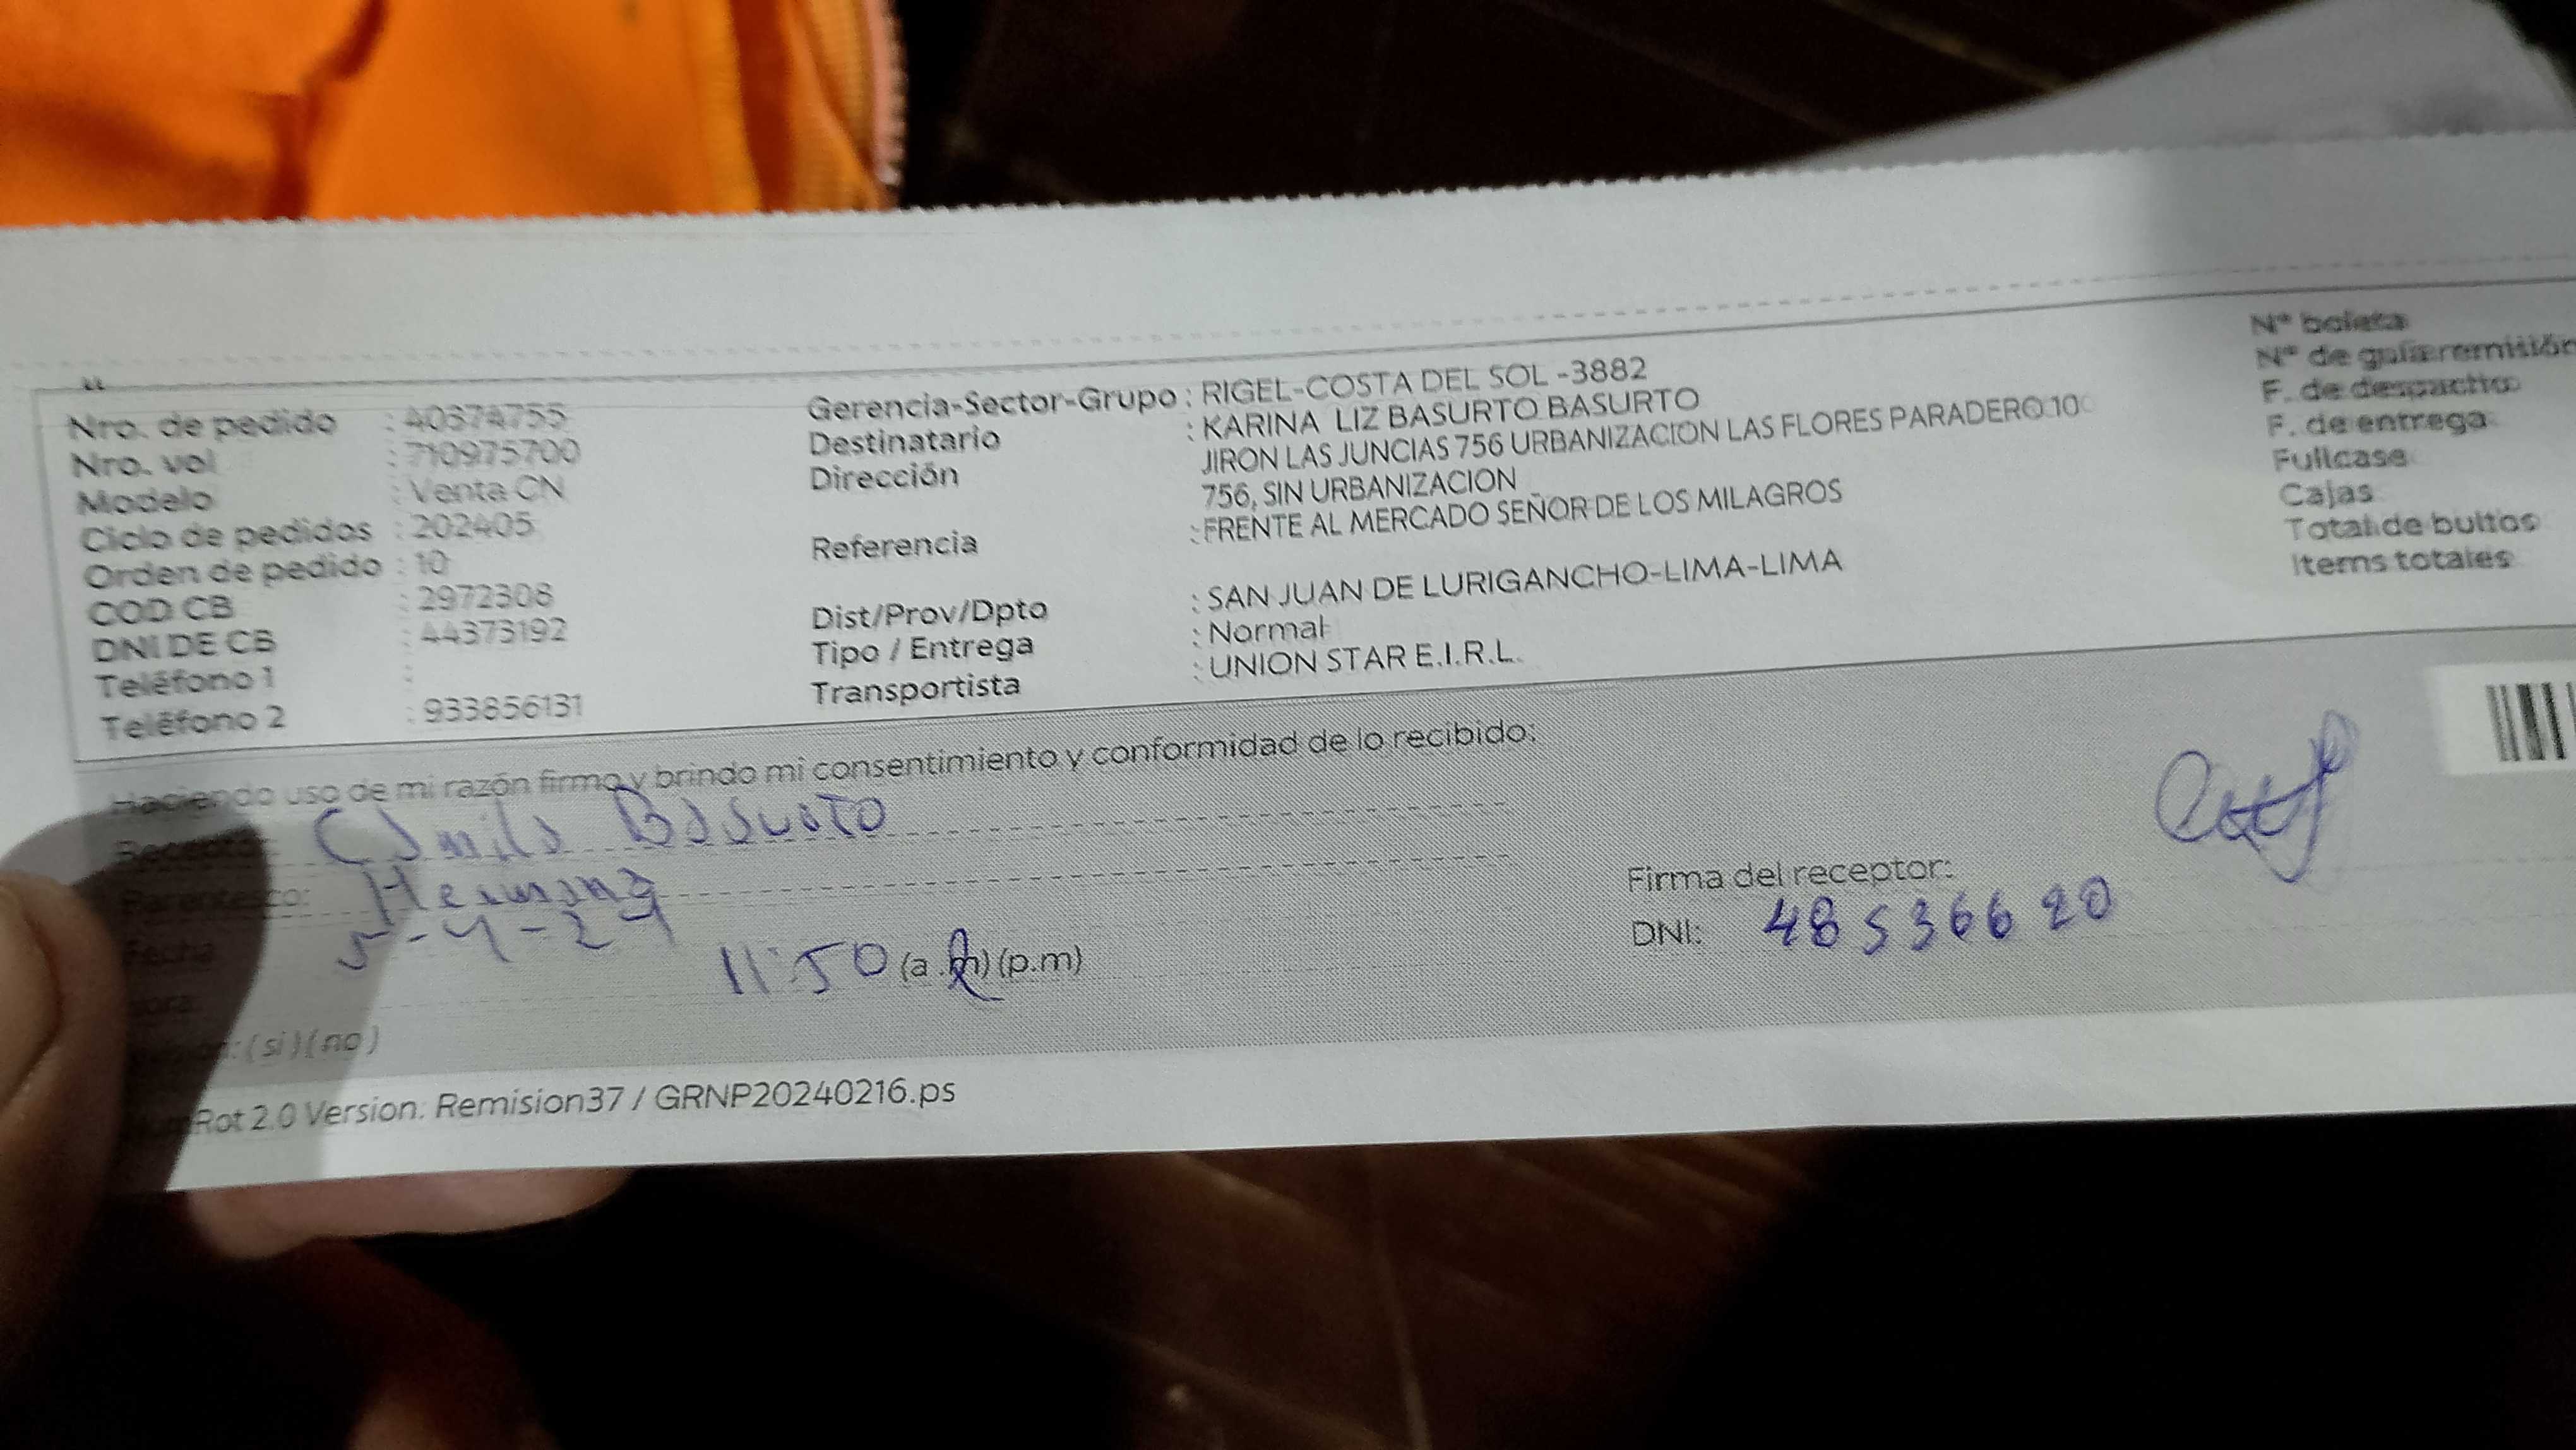 Nro. de pedido : 40374755
Nro. vol : 710975700
Modelo : Venta CN
Ciclo de pedidos : 202405
Orden de pedido : 10
COD CB : 2972308
DNI DE CB : 44373192
Teléfono 1 :
Teléfono 2 : 933856131
Gerencia-Sector-Grupo : RIGEL-COSTA DEL SOL -3882
Destinatario : KARINA LIZ BASURTO BASURTO
Dirección JIRON LAS JUNCIAS 756 URBANIZACION LAS FLORES PARADERO 10
756, SIN URBANIZACION
Referencia : FRENTE AL MERCADO SEÑOR DE LOS MILAGROS
Dist/Prov/Dpto : SAN JUAN DE LURIGANCHO-LIMA-LIMA
Tipo / Entrega : Normal
Transportista : UNION STAR E.I.R.L.
N° boleta
N° de guía remisión
F. de despacho
F. de entrega
Fullcase
Cajas
Total de bultos
Items totales
Haciendo uso de mi razón firmo y brindo mi consentimiento y conformidad de lo recibido:
Camila Basurto
Parentesco: Hermana
Fecha 5-4-24
11:50 (a.m) (p.m)
Firma del receptor:
DNI: 48536620
(si) (no)
Rot 2.0 Version: Remision37 / GRNP20240216.ps